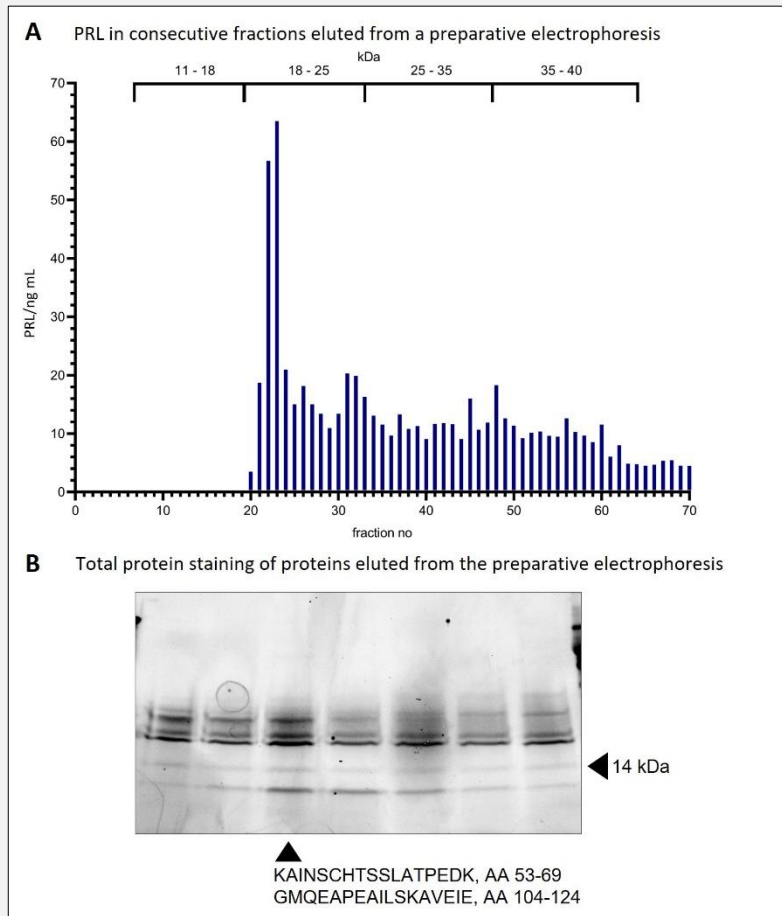 A PRL in consecutive fractions eluted from a preparative electrophoresis
kDa
11 - 18 18 - 25 25 - 35 35 - 40
PRL/ng mL
70
60
50
40
30
20
10
0
0 10 20 30 40 50 60 70
fraction no
B Total protein staining of proteins eluted from the preparative electrophoresis
14 kDa
KAINSCHTSSLATPEDK, AA 53-69
GMQEAPEAILSKAVEIE, AA 104-124